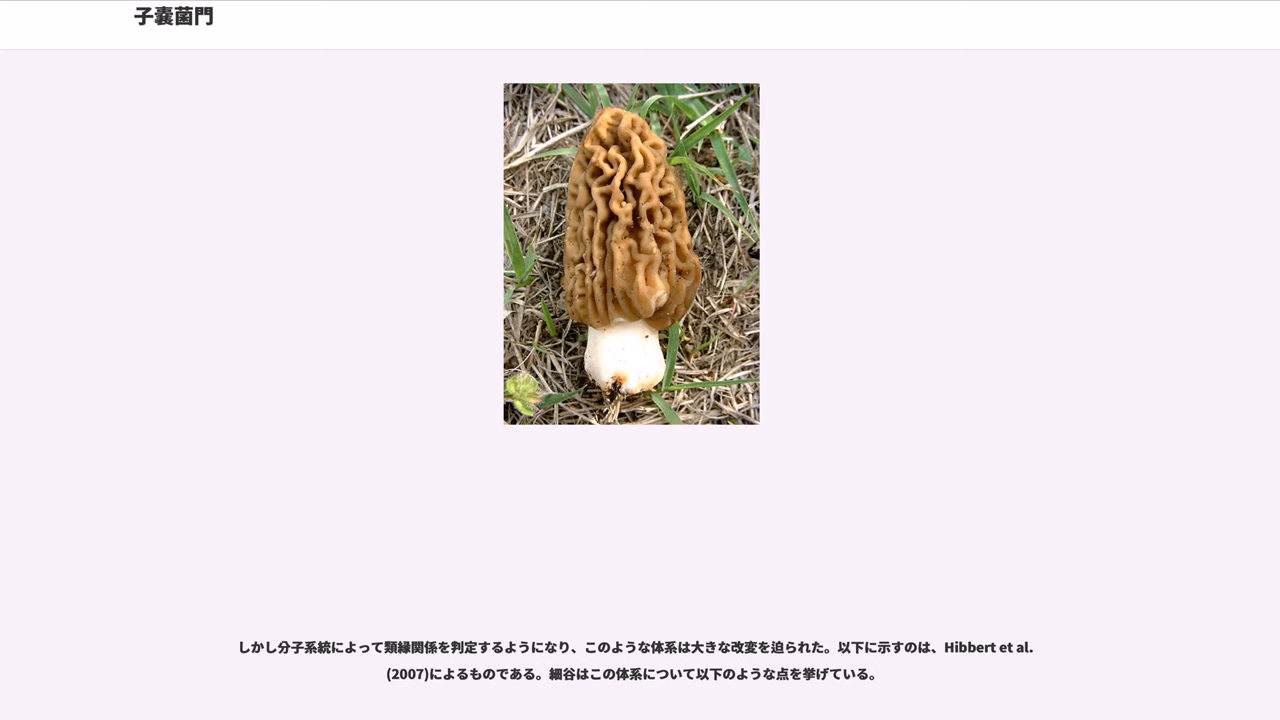 子嚢菌門
しかし分子系統によって類縁関係を判定するようになり、このような体系は大きな改変を迫られた。以下に示すのは、Hibbert et al.
(2007)によるものである。細谷はこの体系について以下のような点を挙げている。